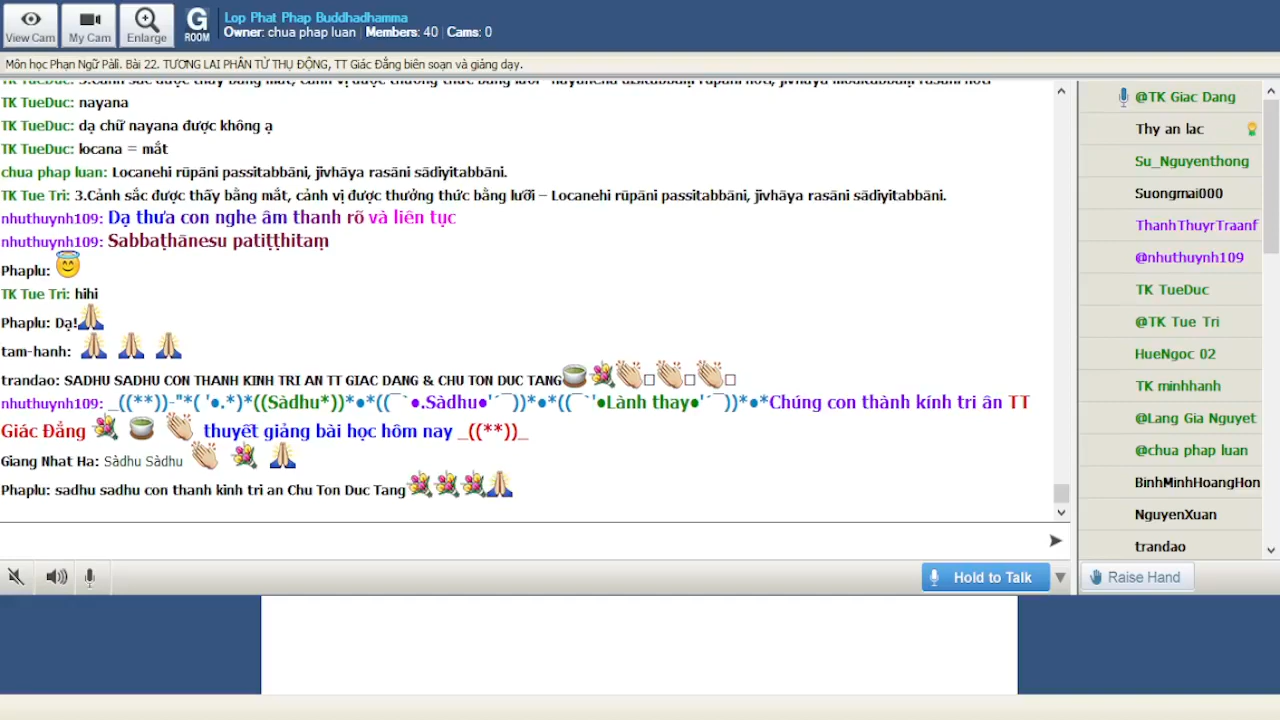 View Cam
My Cam
Enlarge
G
ROOM
Lop Phat Phap Buddhadhamma
Owner: chua phap luan | Members: 40 | Cams: 0
Môn học Phạn Ngữ Pāli. Bài 22. TƯƠNG LAI PHÂN TỪ THỤ ĐỘNG, TT Giác Đẳng biên soạn và giảng dạy.
TK TueDuc: nayana
TK TueDuc: dạ chữ nayana được không ạ
TK TueDuc: locana = mắt
chua phap luan: Locanehi rūpāni passitabbāni, jivhāya rasāni sādiyitabbāni.
TK Tue Tri: 3.Cảnh sắc được thấy bằng mắt, cảnh vị được thưởng thức bằng lưỡi – Locanehi rūpāni passitabbāni, jivhāya rasāni sādiyitabbāni.
nhuthuynh109: Dạ thưa con nghe âm thanh rõ và liên tục
nhuthuynh109: Sabbaṭhānesu patiṭṭhitaṃ
Phaplu:
TK Tue Tri: hihi
Phaplu: Dạ!
tam-hanh:
trandao: SADHU SADHU CON THANH KINH TRI AN TT GIAC DANG & CHU TON DUC TANG
nhuthuynh109: _((**))-"*( '●.*)*((Sàdhu*))*●*((¯`●.Sàdhu●'´¯))*●*●*((¯`'●Lành thay●'´¯))*●*Chúng con thành kính tri ân TT
Giác Đẳng thuyết giảng bài học hôm nay _((**))_
Giang Nhat Ha: Sàdhu Sàdhu
Phaplu: sadhu sadhu con thanh kinh tri an Chu Ton Duc Tang
Hold to Talk
@TK Giac Dang
Thy an lac
Su_Nguyenthong
Suongmai000
ThanhThuyrTraanf
@nhuthuynh109
TK TueDuc
@TK Tue Tri
HueNgoc 02
TK minhhanh
@Lang Gia Nguyet
@chua phap luan
BinhMinhHoangHon
NguyenXuan
trandao
Raise Hand